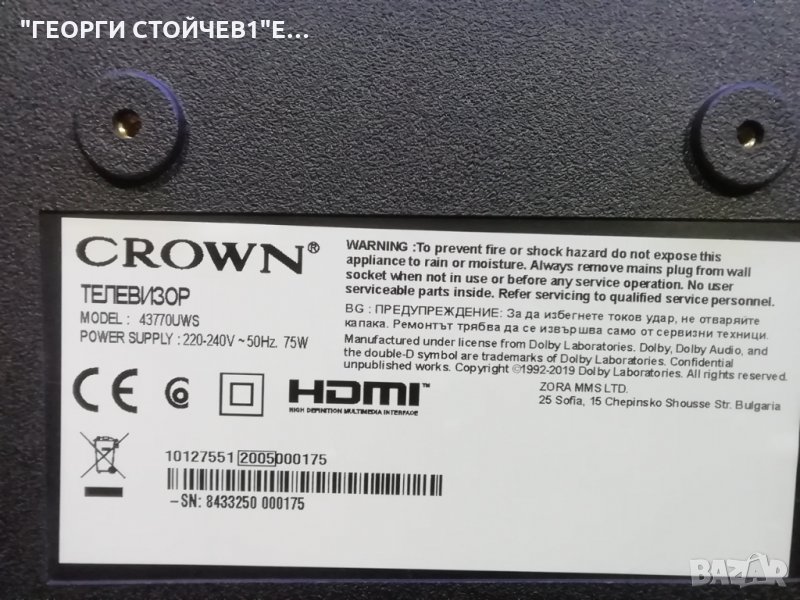 "ГЕОРГИ СТОЙЧЕВ1"Е...
CROWN®
ТЕЛЕВИЗОР
MODEL : 43770UWS
POWER SUPPLY : 220-240V ~ 50Hz. 75W
WARNING :To prevent fire or shock hazard do not expose this
appliance to rain or moisture. Always remove mains plug from wall
socket when not in use or before any service operation. No user
serviceable parts inside. Refer servicing to qualified service personnel.
BG : ПРЕДУПРЕЖДЕНИЕ: За да избегнете токов удар, не отваряйте
капака. Ремонтът трябва да се извършва само от сервизни техници.
Manufactured under license from Dolby Laboratories. Dolby, Dolby Audio, and
the double-D symbol are trademarks of Dolby Laboratories. Confidential
unpublished works. Copyright ©1992-2019 Dolby Laboratories. All rights reserved.
CE
HDMI™
HIGH DEFINITION MULTIMEDIA INTERFACE
ZORA MMS LTD.
25 Sofia, 15 Chepinsko Shousse Str. Bulgaria
10127551 2005000175
–SN: 8433250 000175
BAZAR